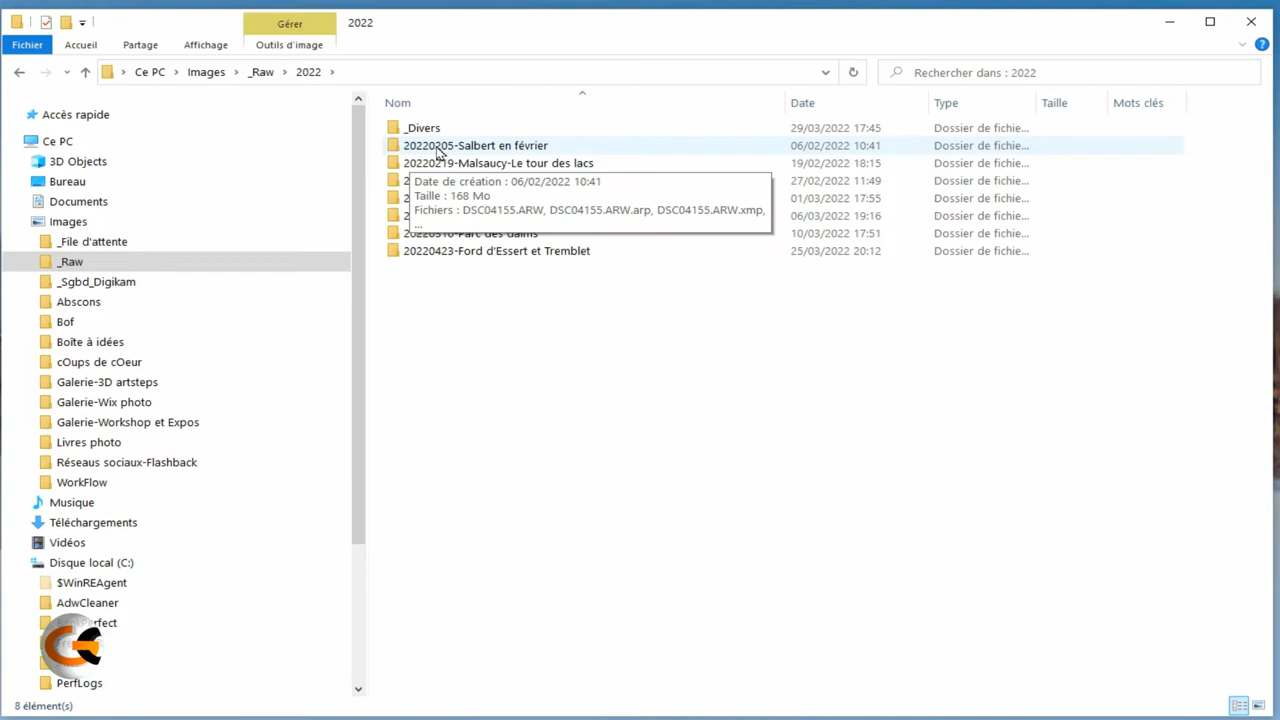 Gérer
2022
Fichier
Accueil
Partage
Affichage
Outils d'image
Ce PC
Images
_Raw
2022
Rechercher dans : 2022
Nom
Date
Type
Taille
Mots clés
Accès rapide
Ce PC
3D Objects
Bureau
Documents
Images
_File d'attente
_Raw
_Sgbd_Digikam
Abscons
Bof
Boîte à idées
cOups de cOeur
Galerie-3D artsteps
Galerie-Wix photo
Galerie-Workshop et Expos
Livres photo
Réseaus sociaux-Flashback
WorkFlow
Musique
Téléchargements
Vidéos
Disque local (C:)
$WinREAgent
AdwCleaner
PerfLogs
_Divers 29/03/2022 17:45 Dossier de fichie...
20220205-Salbert en février 06/02/2022 10:41 Dossier de fichie...
20220219-Malsaucy-Le tour des lacs 19/02/2022 18:15 Dossier de fichie...
27/02/2022 11:49 Dossier de fichie...
01/03/2022 17:55 Dossier de fichie...
06/03/2022 19:16 Dossier de fichie...
20220310-Parc des daims 10/03/2022 17:51 Dossier de fichie...
20220423-Ford d'Essert et Tremblet 25/03/2022 20:12 Dossier de fichie...
Date de création : 06/02/2022 10:41
Taille : 168 Mo
Fichiers : DSC04155.ARW, DSC04155.ARW.arp, DSC04155.ARW.xmp,
...
8 élément(s)